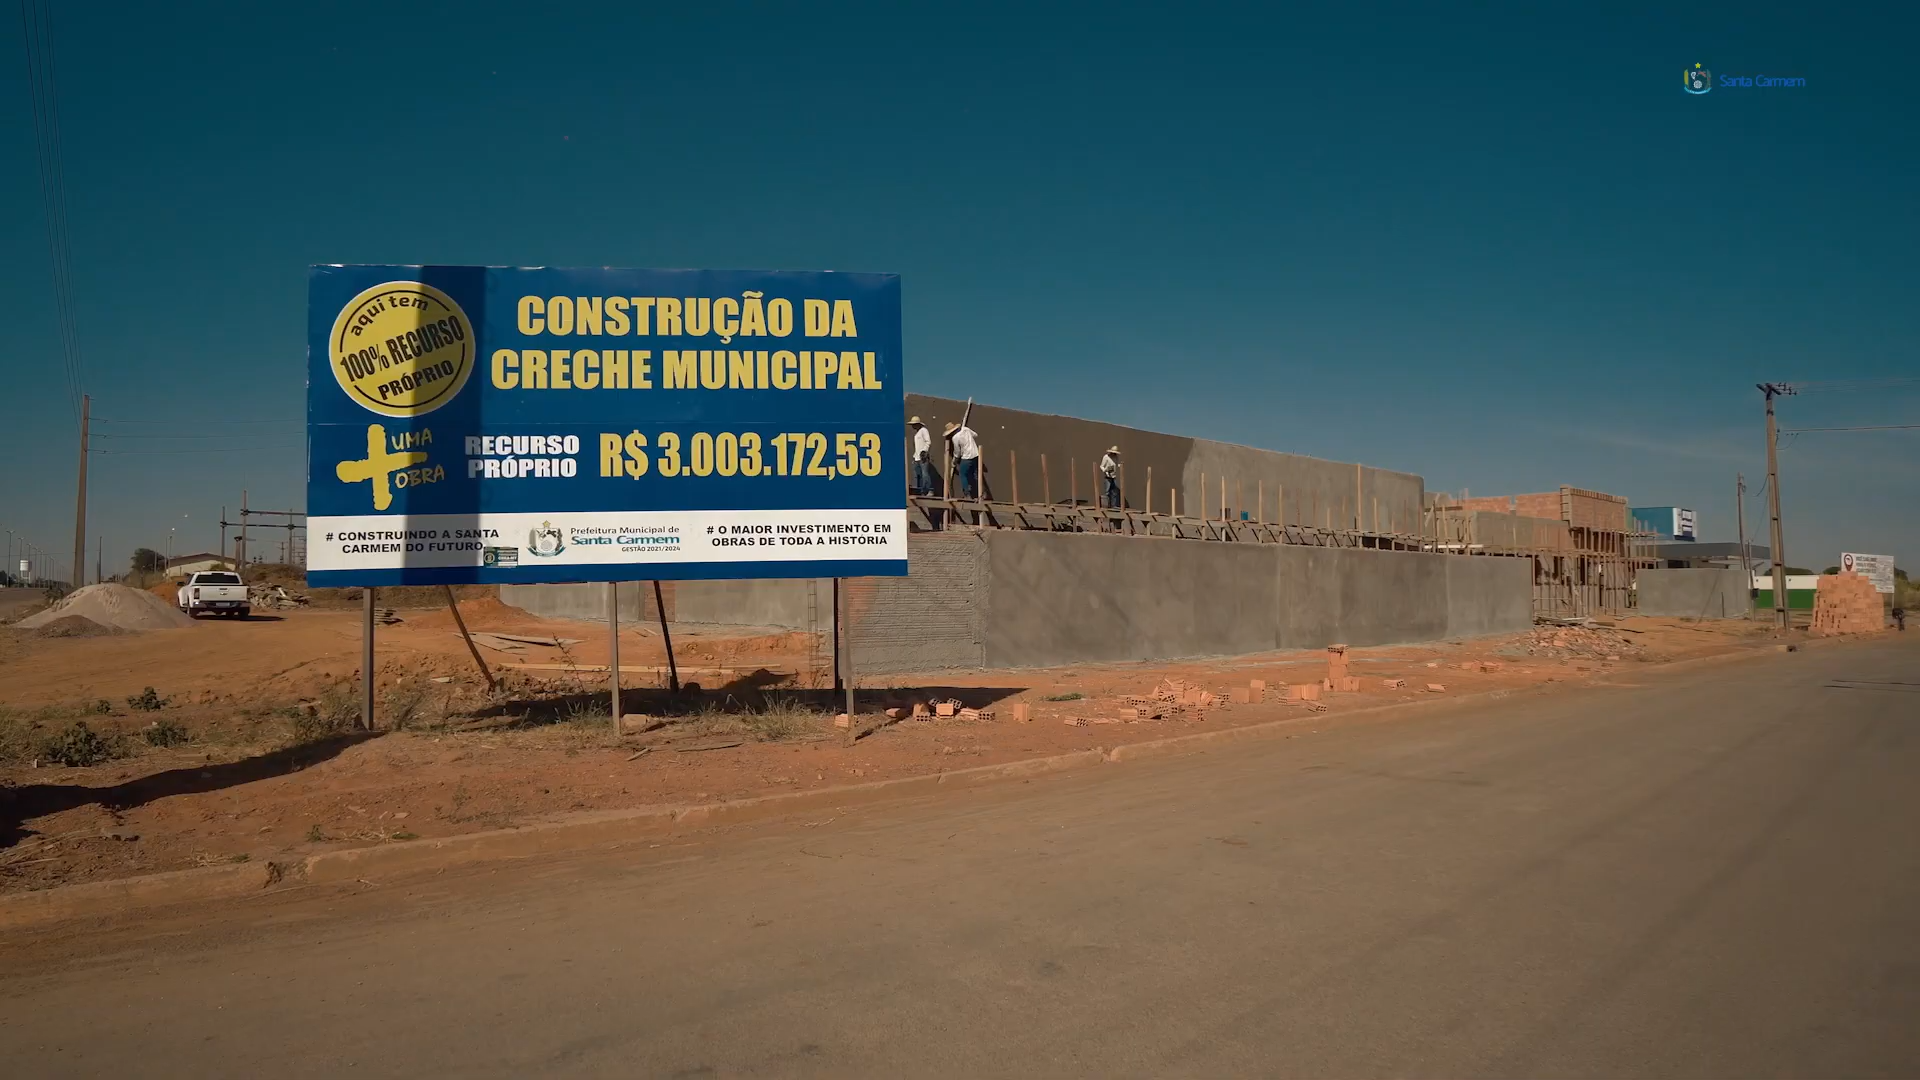 Santa Carmem
aqui tem
100% RECURSO
PRÓPRIO
CONSTRUÇÃO DA
CRECHE MUNICIPAL
+ UMA
OBRA
RECURSO
PRÓPRIO
R$ 3.003.172,53
# CONSTRUINDO A SANTA
CARMEM DO FUTURO
Prefeitura Municipal de
Santa Carmem
GESTÃO 2021/2024
# O MAIOR INVESTIMENTO EM
OBRAS DE TODA A HISTÓRIA